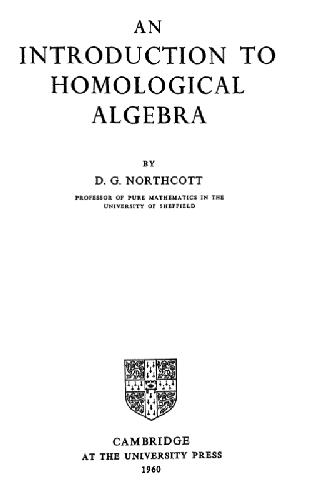 AN
INTRODUCTION TO
HOMOLOGICAL
ALGEBRA
BY
D. G. NORTHCOTT
PROFESSOR OF PURE MATHEMATICS IN THE
UNIVERSITY OF SHEFFIELD
CAMBRIDGE
AT THE UNIVERSITY PRESS
1960